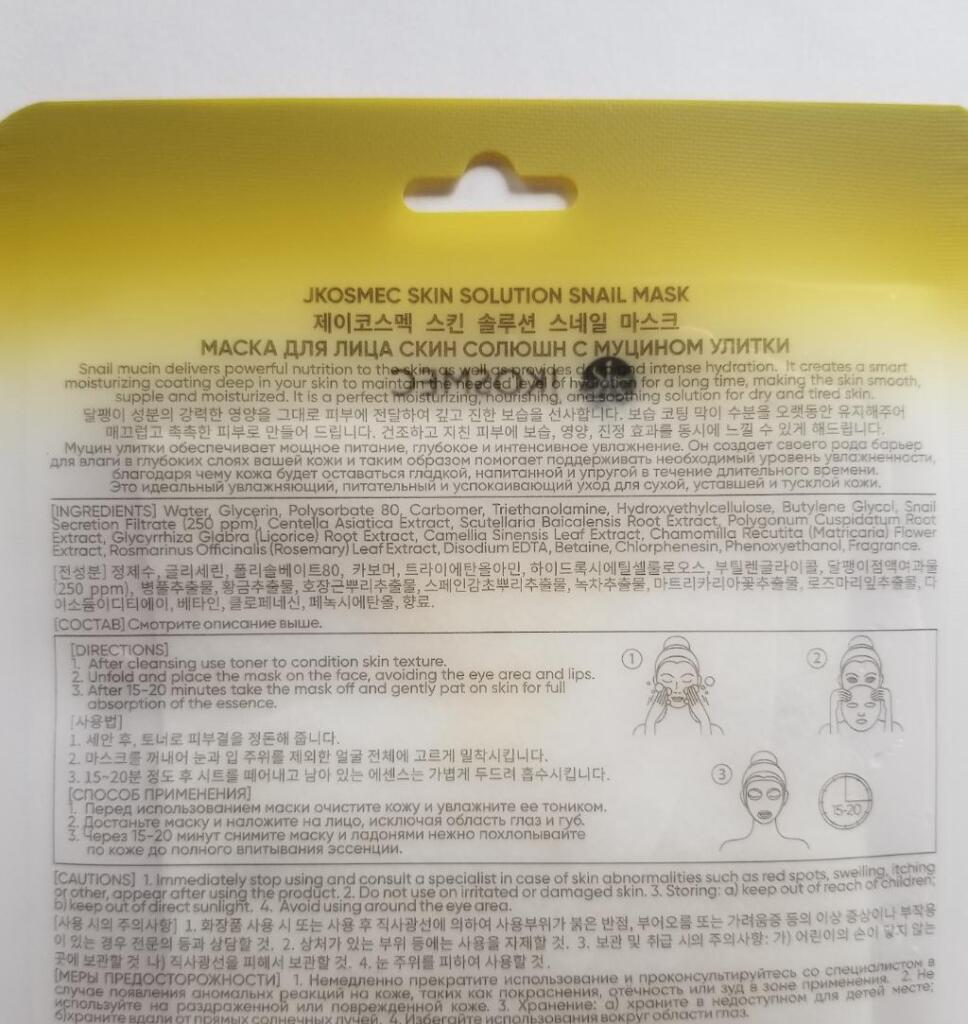 JKOSMEC SKIN SOLUTION SNAIL MASK
제이코스멕 스킨 솔루션 스네일 마스크
МАСКА ДЛЯ ЛИЦА СКИН СОЛЮШН С МУЦИНОМ УЛИТКИ
Snail mucin delivers powerful nutrition to the skin as well as provides deep and intense hydration. It creates a smart
moisturizing coating deep in your skin to maintain the needed level of hydration for a long time, making the skin smooth,
supple and moisturized. It is a perfect moisturizing, nourishing, and soothing solution for dry and tired skin.
달팽이 성분의 강력한 영양을 그대로 피부에 전달하여 깊고 진한 보습을 선사합니다. 보습 코팅 막이 수분을 오랫동안 유지해주어
매끄럽고 촉촉한 피부로 만들어 드립니다. 건조하고 지친 피부에 보습, 영양, 진정 효과를 동시에 느낄 수 있게 해드립니다.
Муцин улитки обеспечивает мощное питание, глубокое и интенсивное увлажнение. Он создает своего рода барьер
для влаги в глубоких слоях вашей кожи и таким образом помогает поддерживать необходимый уровень увлажненности,
благодаря чему кожа будет оставаться гладкой, напитанной и упругой в течение длительного времени.
Это идеальный увлажняющий, питательный и успокаивающий уход для сухой, уставшей и тусклой кожи.
[INGREDIENTS] Water, Glycerin, Polysorbate 80, Carbomer, Triethanolamine, Hydroxyethylcellulose, Butylene Glycol, Snail
Secretion Filtrate (250 ppm), Centella Asiatica Extract, Scutellaria Baicalensis Root Extract, Polygonum Cuspidatum Root
Extract, Glycyrrhiza Glabra (Licorice) Root Extract, Camellia Sinensis Leaf Extract, Chamomilla Recutita (Matricaria) Flower
Extract, Rosmarinus Officinalis (Rosemary) Leaf Extract, Disodium EDTA, Betaine, Chlorphenesin, Phenoxyethanol, Fragrance.
[전성분] 정제수, 글리세린, 폴리솔베이트80, 카보머, 트라이에탄올아민, 하이드록시에틸셀룰로오스, 부틸렌글라이콜, 달팽이점액여과물
(250 ppm), 병풀추출물, 황금추출물, 호장근뿌리추출물, 스페인감초뿌리추출물, 녹차추출물, 마트리카리아꽃추출물, 로즈마리잎추출물, 다
이소듐이디티에이, 베타인, 클로페네신, 페녹시에탄올, 향료.
[СОСТАВ] Смотрите описание выше.
[DIRECTIONS]
1. After cleansing use toner to condition skin texture.
2. Unfold and place the mask on the face, avoiding the eye area and lips.
3. After 15-20 minutes take the mask off and gently pat on skin for full
absorption of the essence.
[사용법]
1. 세안 후, 토너로 피부결을 정돈해 줍니다.
2. 마스크를 꺼내어 눈과 입 주위를 제외한 얼굴 전체에 고르게 밀착시킵니다.
3. 15~20분 정도 후 시트를 떼어내고 남아 있는 에센스는 가볍게 두드려 흡수시킵니다.
[СПОСОБ ПРИМЕНЕНИЯ]
1. Перед использованием маски очистите кожу и увлажните ее тоником.
2. Достаньте маску и наложите на лицо, исключая область глаз и губ.
3. Через 15-20 минут снимите маску и ладонями нежно похлопывайте
по коже до полного впитывания эссенции.
1
2
3
15-20
[CAUTIONS] 1. Immediately stop using and consult a specialist in case of skin abnormalities such as red spots, swelling, itching
or other, appear after using the product. 2. Do not use on irritated or damaged skin. 3. Storing: a) keep out of reach of children;
b) keep out of direct sunlight. 4. Avoid using around the eye area.
[사용 시의 주의사항] 1. 화장품 사용 시 또는 사용 후 직사광선에 의하여 사용부위가 붉은 반점, 부어오름 또는 가려움증 등의 이상 증상이나 부작용
이 있는 경우 전문의 등과 상담할 것. 2. 상처가 있는 부위 등에는 사용을 자제할 것. 3. 보관 및 취급 시의 주의사항: 가) 어린이의 손이 닿지 않는
곳에 보관할 것 나) 직사광선을 피해서 보관할 것. 4. 눈 주위를 피하여 사용할 것.
[МЕРЫ ПРЕДОСТОРОЖНОСТИ] 1. Немедленно прекратите использование и проконсультируйтесь со специалистом в
случае появления аномальнх реакций на коже, таких как покраснения, отечность или зуд в зоне применения. 2. Не
используйте на раздраженной или поврежденной коже. 3. Хранение: а) храните в недоступном для детей месте;
б)храните вдали от прямых солнечных лучей. 4. Избегайте использования вокруг области глаз.